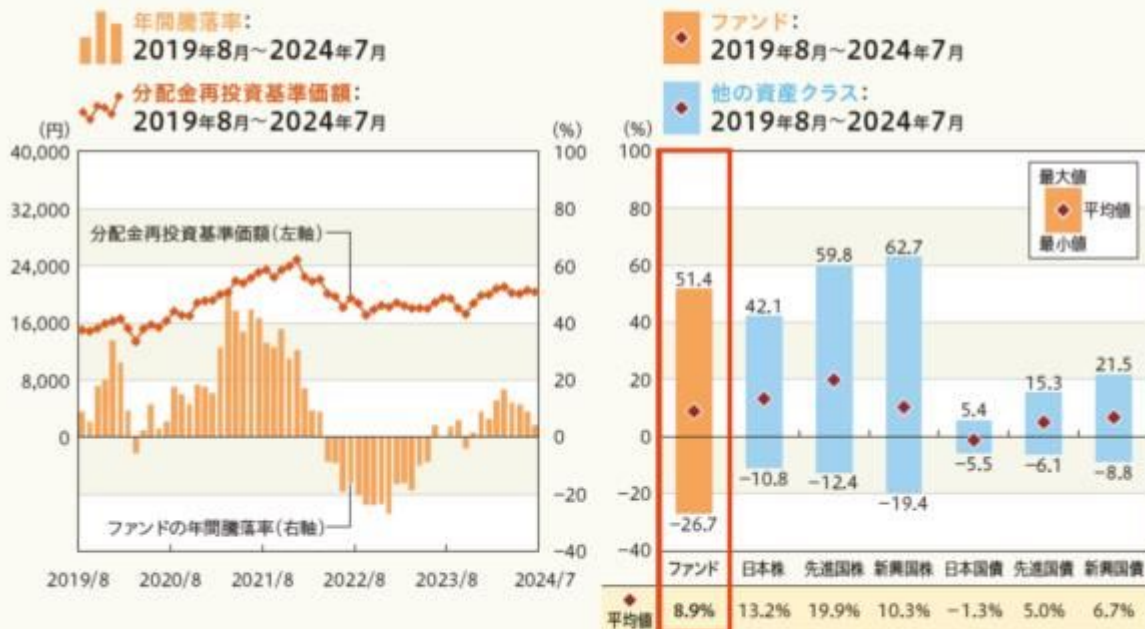 年間騰落率:
2019年8月～2024年7月
分配金再投資基準価額:
2019年8月～2024年7月
(円)
(%)
40,000
32,000
24,000
16,000
8,000
0
100
80
60
40
20
0
−20
−40
分配金再投資基準価額(左軸)
ファンドの年間騰落率(右軸)
2019/8 2020/8 2021/8 2022/8 2023/8 2024/7
ファンド:
2019年8月～2024年7月
他の資産クラス:
2019年8月～2024年7月
(%)
100
80
60
40
20
0
−20
−40
最大値
平均値
最小値
51.4 42.1 59.8 62.7 5.4 15.3 21.5
−26.7 −10.8 −12.4 −19.4 −5.5 −6.1 −8.8
ファンド 日本株 先進国株 新興国株 日本国債 先進国債 新興国債
平均値 8.9% 13.2% 19.9% 10.3% −1.3% 5.0% 6.7%